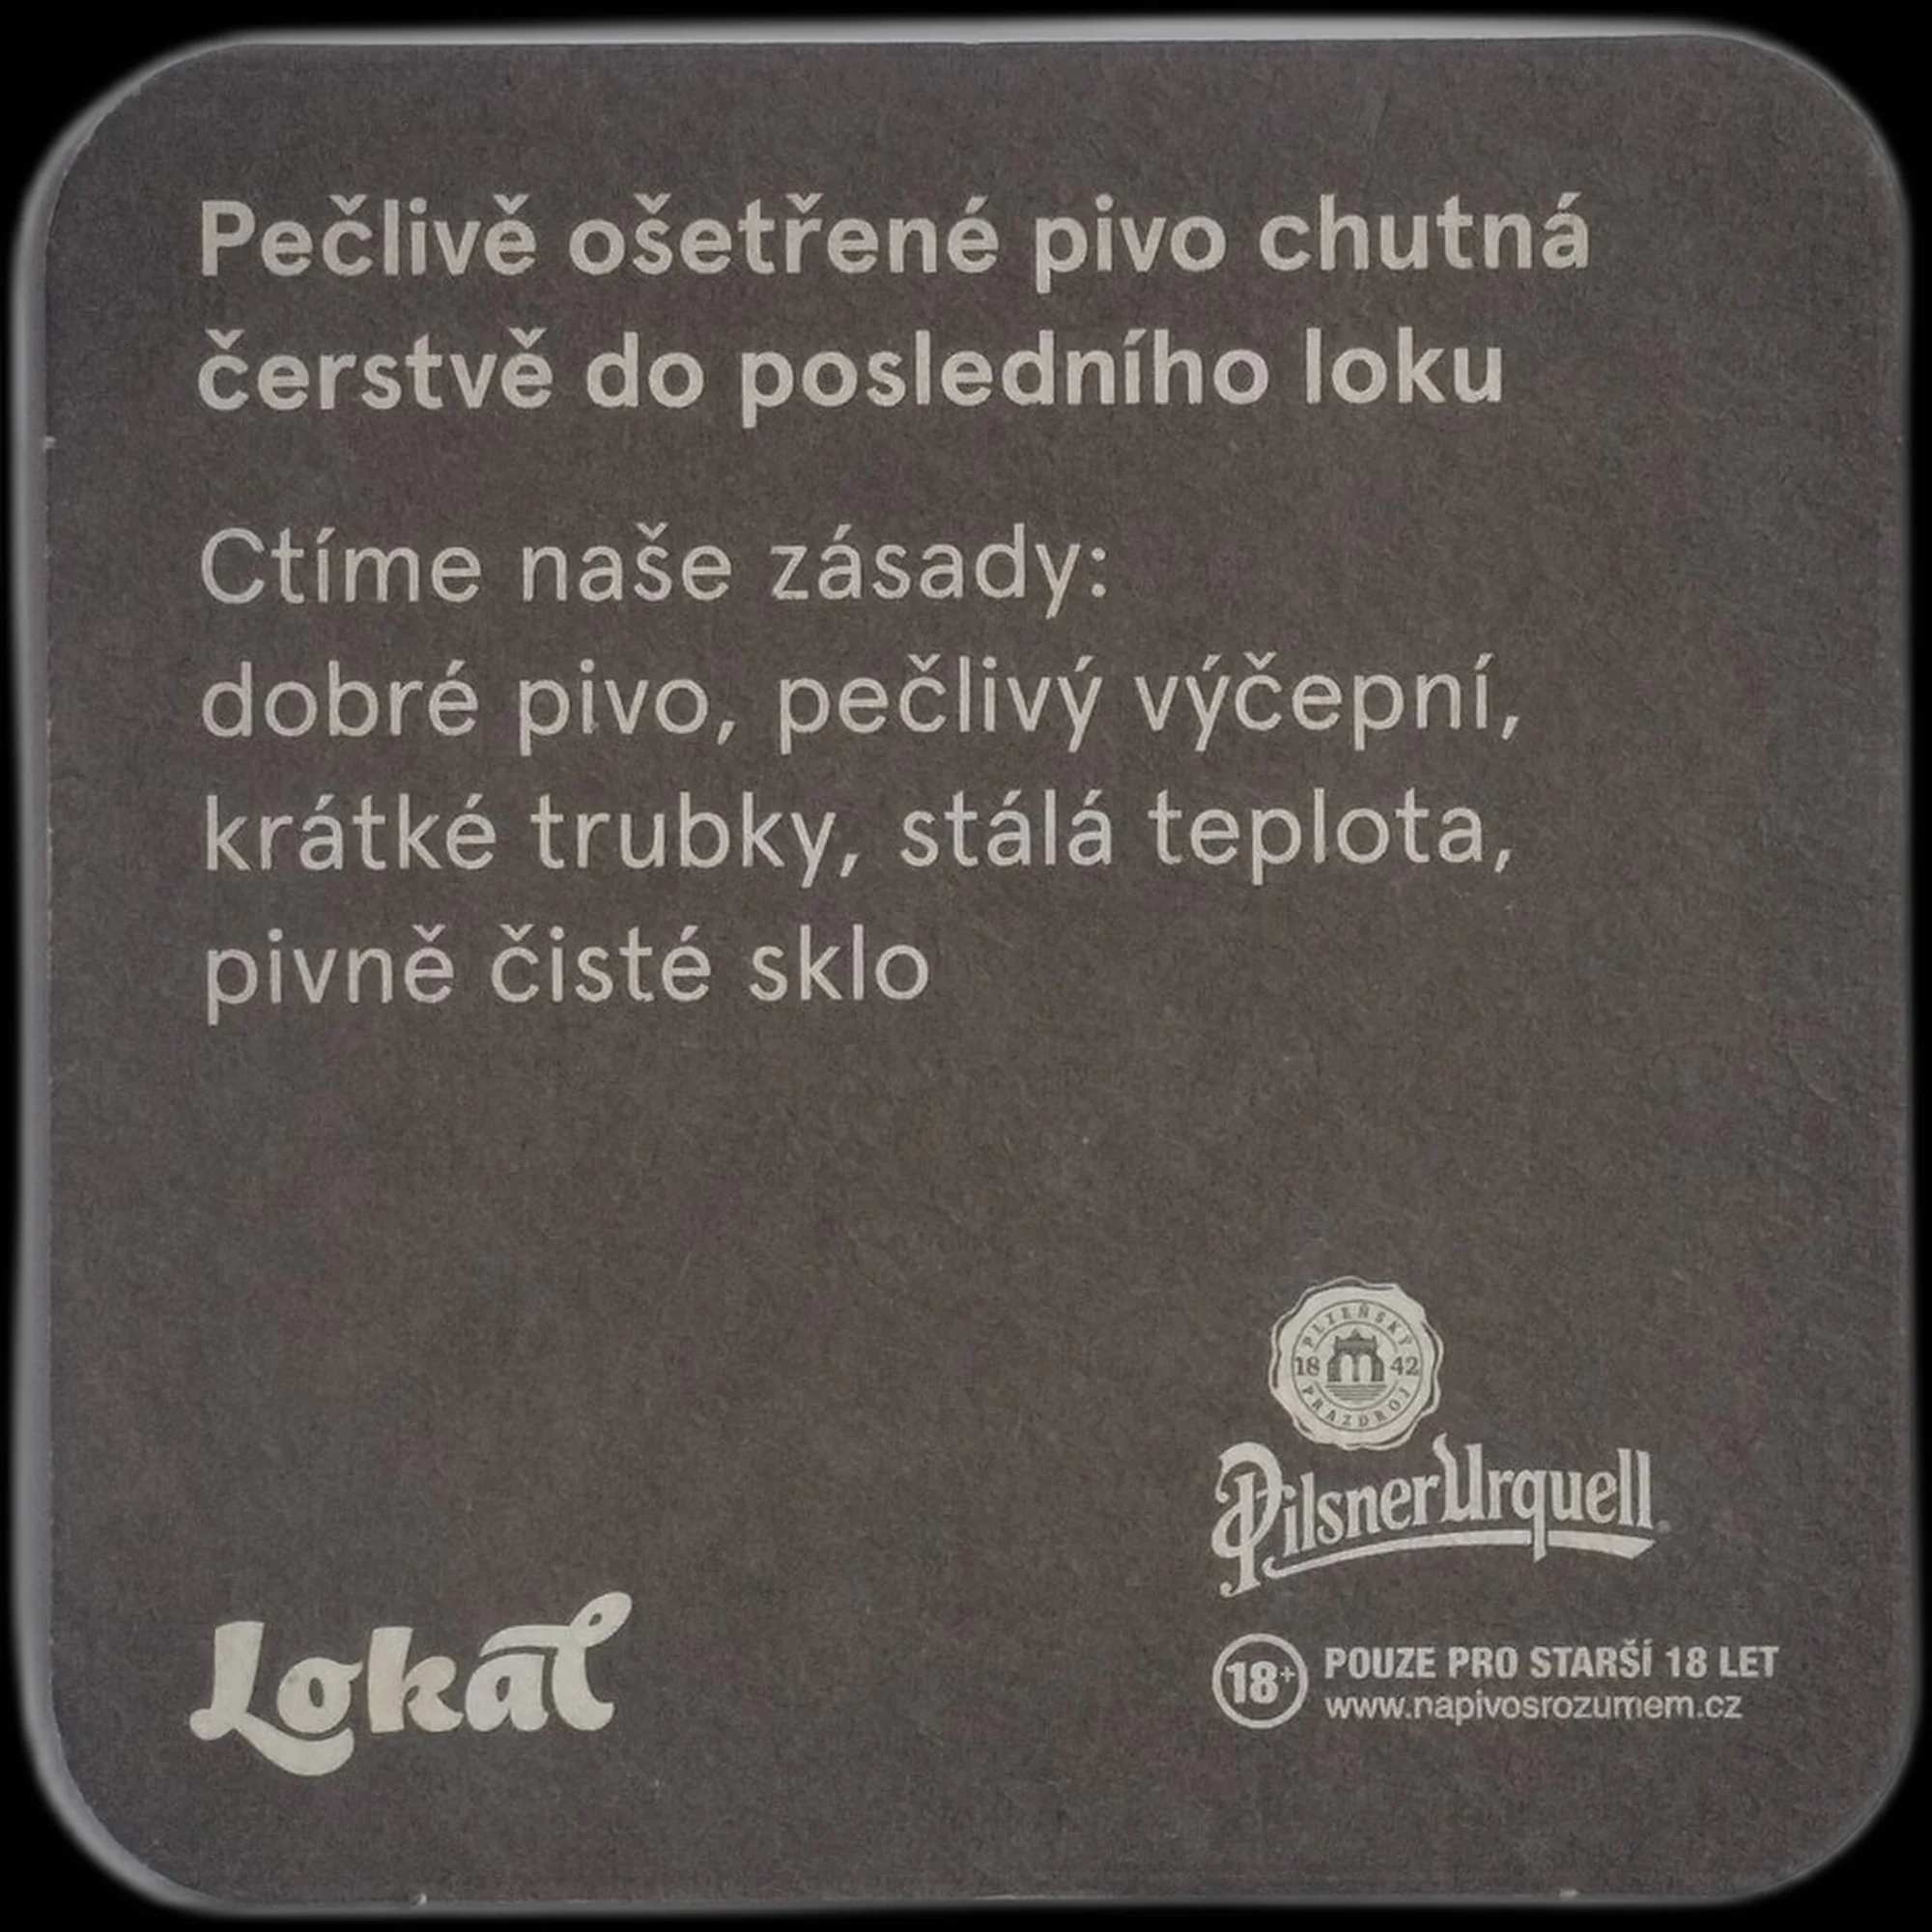 Pečlivě ošetřené pivo chutná
čerstvě do posledního loku
Ctíme naše zásady:
dobré pivo, pečlivý výčepní,
krátké trubky, stálá teplota,
pivně čisté sklo
PLZEŇSKÝ
18 42
PRAZDROJ
Pilsner Urquell
Lokál
18+ POUZE PRO STARŠÍ 18 LET
www.napivosrozumem.cz